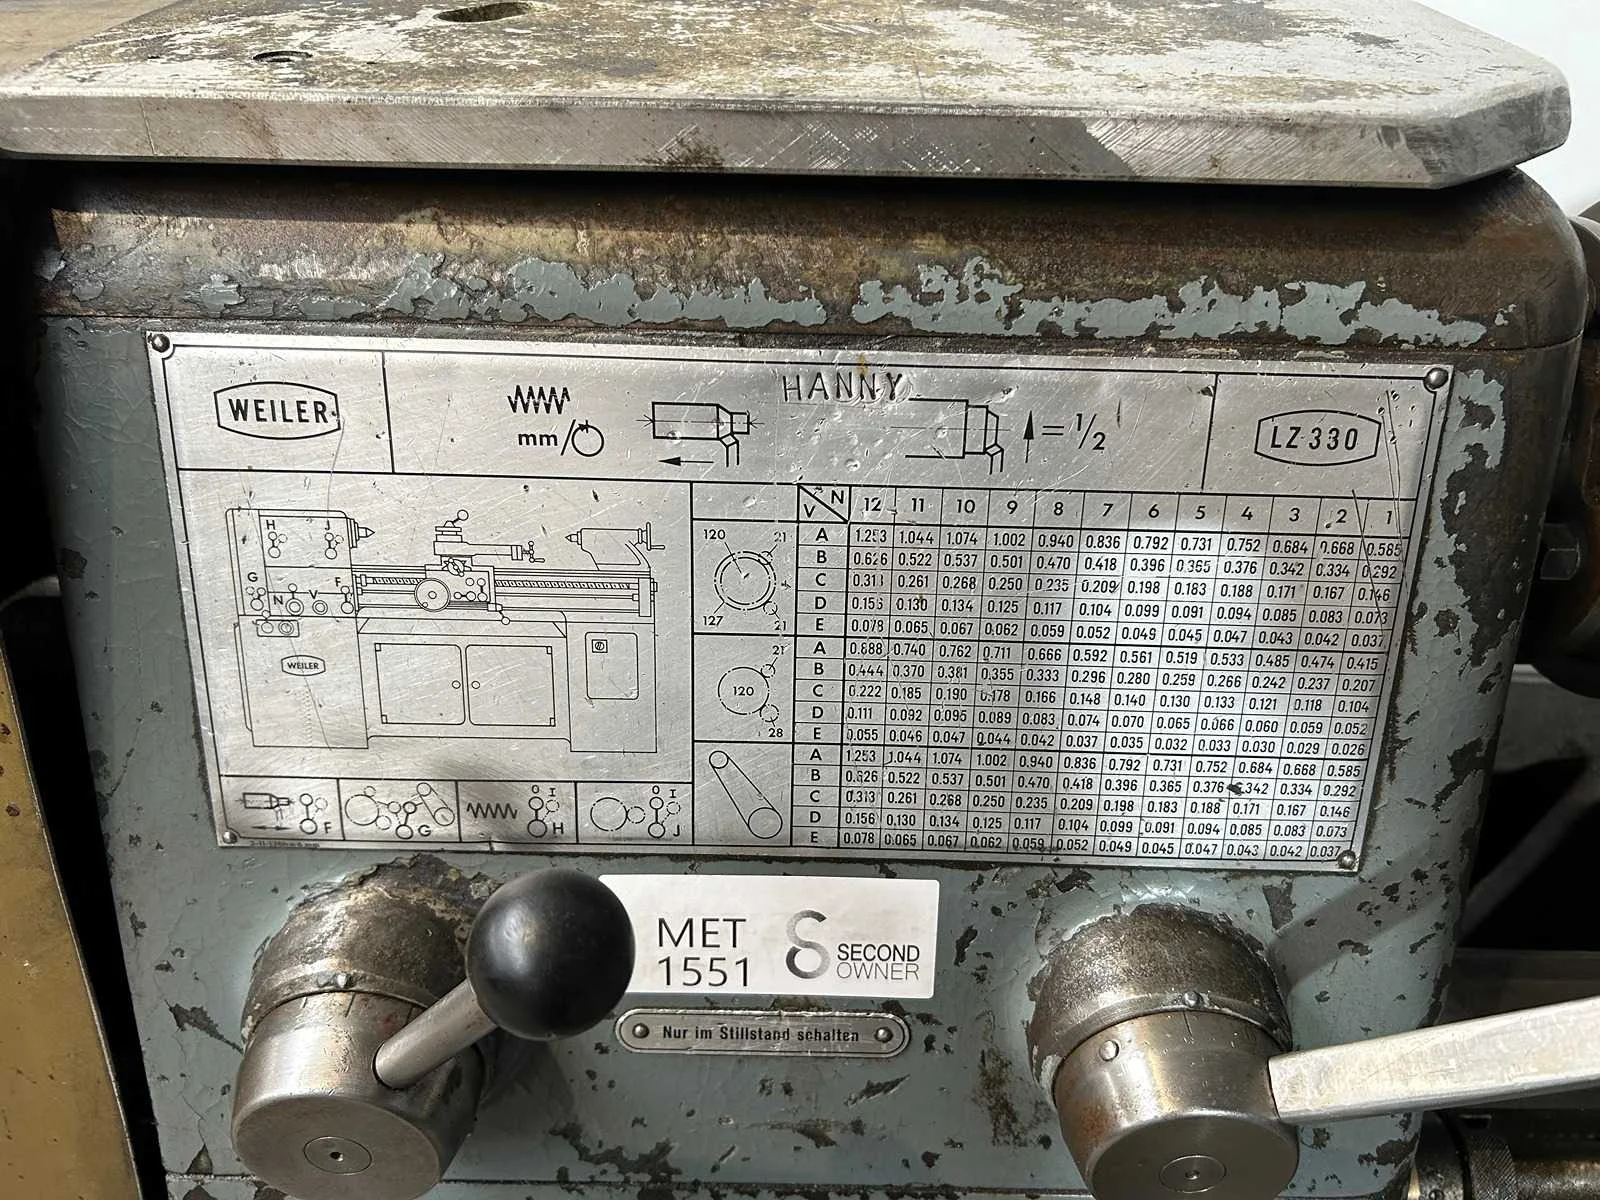 HANNY
WEILER
mm/
= 1/2
LZ 330
H J
G N V F
WEILER
F G O I H O I J
120 21
127 21
21
120
28
V N 12 11 10 9 8 7 6 5 4 3 2 1
A 1.253 1.044 1.074 1.002 0.940 0.836 0.792 0.731 0.752 0.684 0.668 0.585
B 0.626 0.522 0.537 0.501 0.470 0.418 0.396 0.365 0.376 0.342 0.334 0.292
C 0.313 0.261 0.268 0.250 0.235 0.209 0.198 0.183 0.188 0.171 0.167 0.146
D 0.156 0.130 0.134 0.125 0.117 0.104 0.099 0.091 0.094 0.085 0.083 0.073
E 0.078 0.065 0.067 0.062 0.059 0.052 0.049 0.045 0.047 0.043 0.042 0.037
A 0.888 0.740 0.762 0.711 0.666 0.592 0.561 0.519 0.533 0.485 0.474 0.415
B 0.444 0.370 0.381 0.355 0.333 0.296 0.280 0.259 0.266 0.242 0.237 0.207
C 0.222 0.185 0.190 0.178 0.166 0.148 0.140 0.130 0.133 0.121 0.118 0.104
D 0.111 0.092 0.095 0.089 0.083 0.074 0.070 0.065 0.066 0.060 0.059 0.052
E 0.055 0.046 0.047 0.044 0.042 0.037 0.035 0.032 0.033 0.030 0.029 0.026
A 1.253 1.044 1.074 1.002 0.940 0.836 0.792 0.731 0.752 0.684 0.668 0.585
B 0.626 0.522 0.537 0.501 0.470 0.418 0.396 0.365 0.376 0.342 0.334 0.292
C 0.313 0.261 0.268 0.250 0.235 0.209 0.198 0.183 0.188 0.171 0.167 0.146
D 0.156 0.130 0.134 0.125 0.117 0.104 0.099 0.091 0.094 0.085 0.083 0.073
E 0.078 0.065 0.067 0.062 0.059 0.052 0.049 0.045 0.047 0.043 0.042 0.037
MET
1551
SECOND
OWNER
Nur im Stillstand schalten